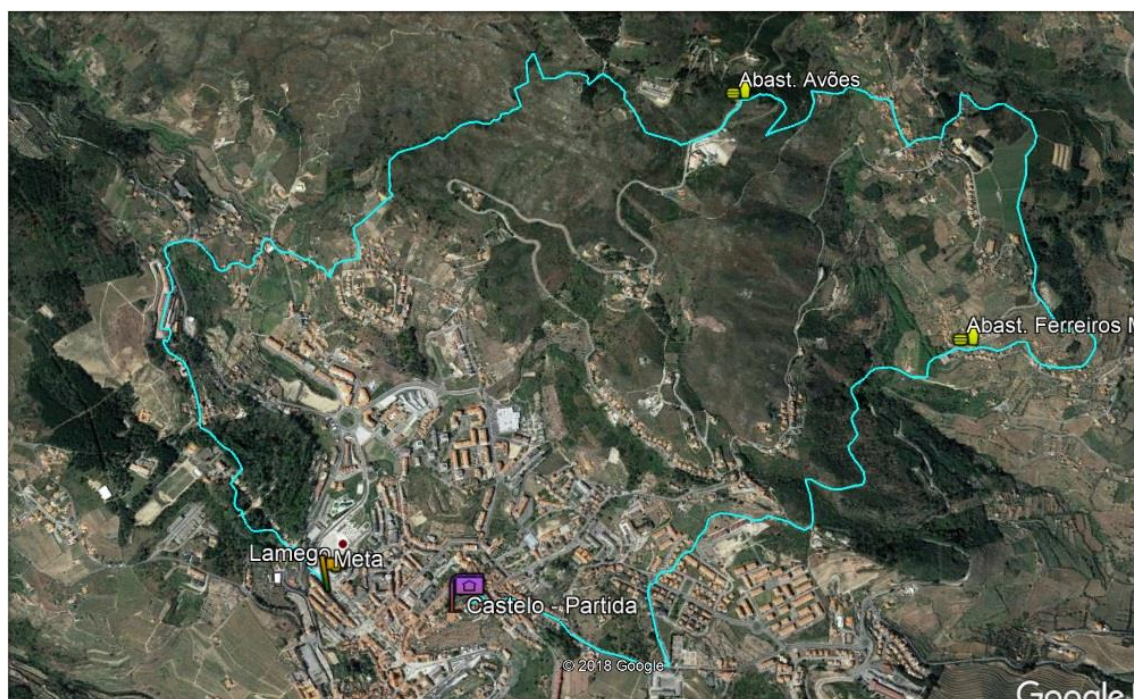 Abast. Avões
Abast. Ferreiros M
Lamego Meta
Castelo - Partida
© 2018 Google
Google